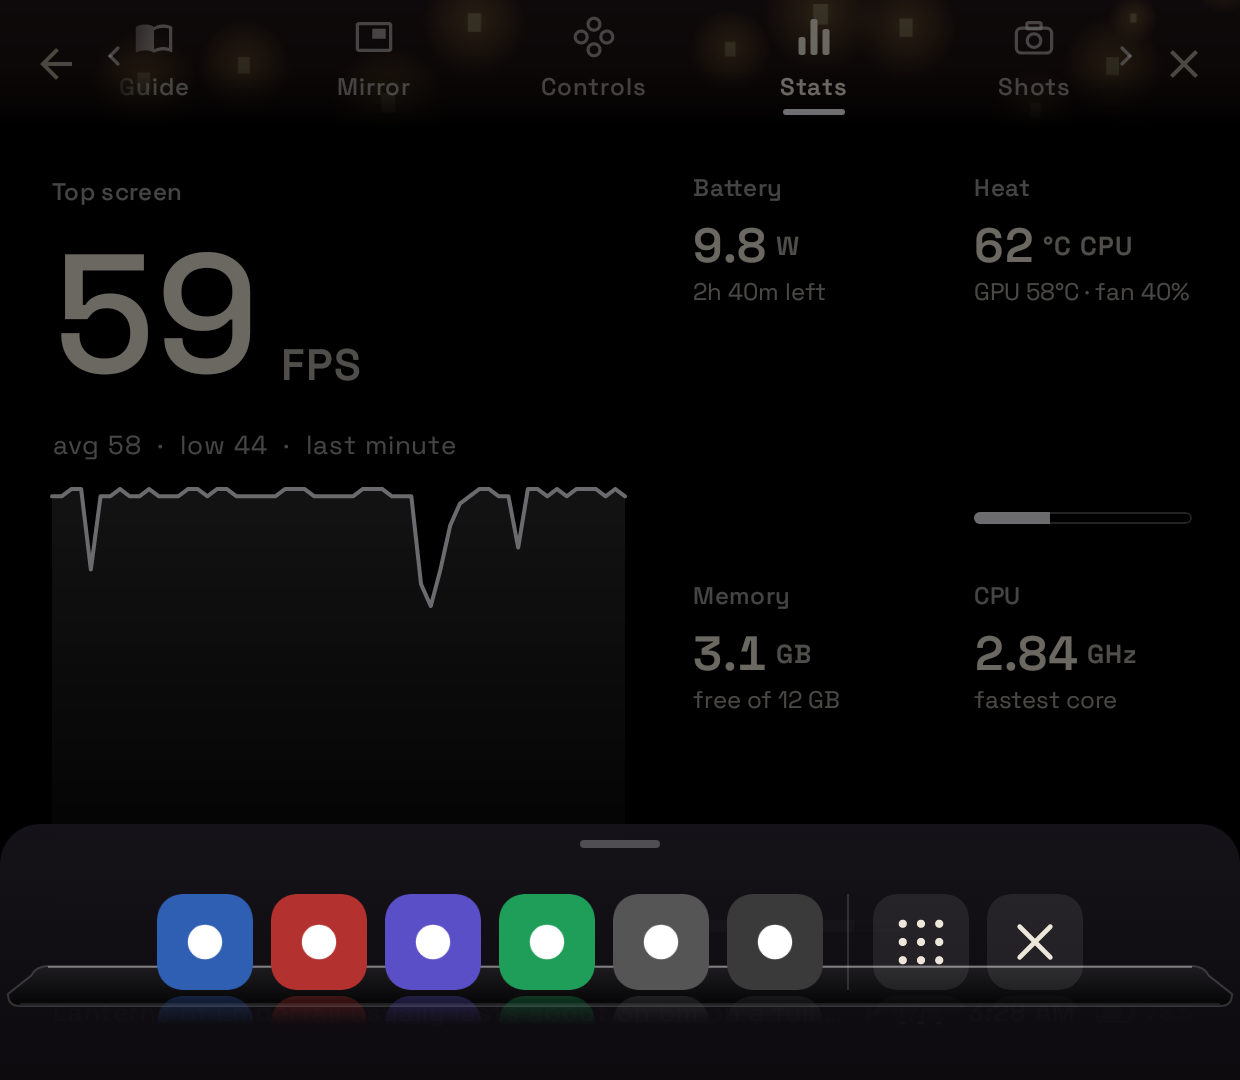 Guide
Mirror
Controls
Stats
Shots
Top screen
59 FPS
avg 58 · low 44 · last minute
Battery
9.8 W
2h 40m left
Heat
62 °C CPU
GPU 58°C · fan 40%
Memory
3.1 GB
free of 12 GB
CPU
2.84 GHz
fastest core